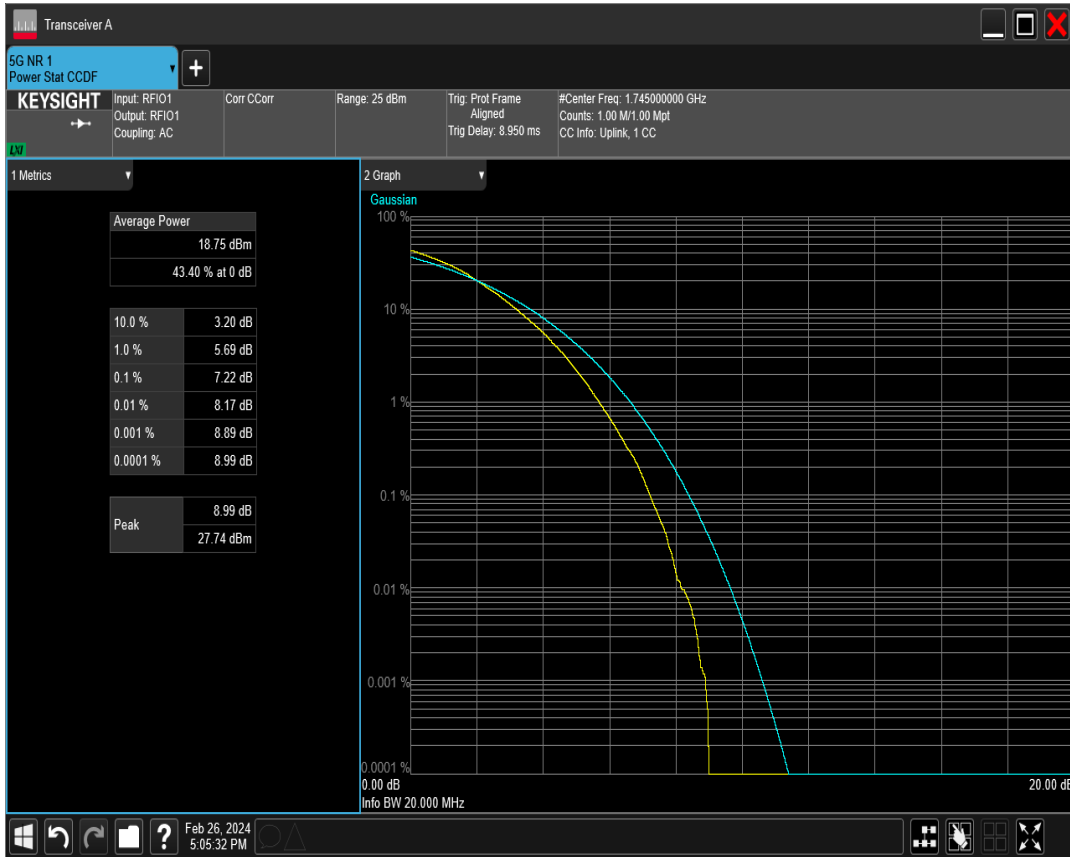 Transceiver A
5G NR 1
Power Stat CCDF
+
KEYSIGHT
LXI
Input: RFIO1
Output: RFIO1
Coupling: AC
Corr CCorr
Range: 25 dBm
Trig: Prot Frame
Aligned
Trig Delay: 8.950 ms
#Center Freq: 1.745000000 GHz
Counts: 1.00 M/1.00 Mpt
CC Info: Uplink, 1 CC
1 Metrics
Average Power
18.75 dBm
43.40 % at 0 dB
10.0 % 3.20 dB
1.0 % 5.69 dB
0.1 % 7.22 dB
0.01 % 8.17 dB
0.001 % 8.89 dB
0.0001 % 8.99 dB
Peak
8.99 dB
27.74 dBm
2 Graph
Gaussian
100 %
10 %
1 %
0.1 %
0.01 %
0.001 %
0.0001 %
0.00 dB 20.00 dB
Info BW 20.000 MHz
?
Feb 26, 2024
5:05:32 PM